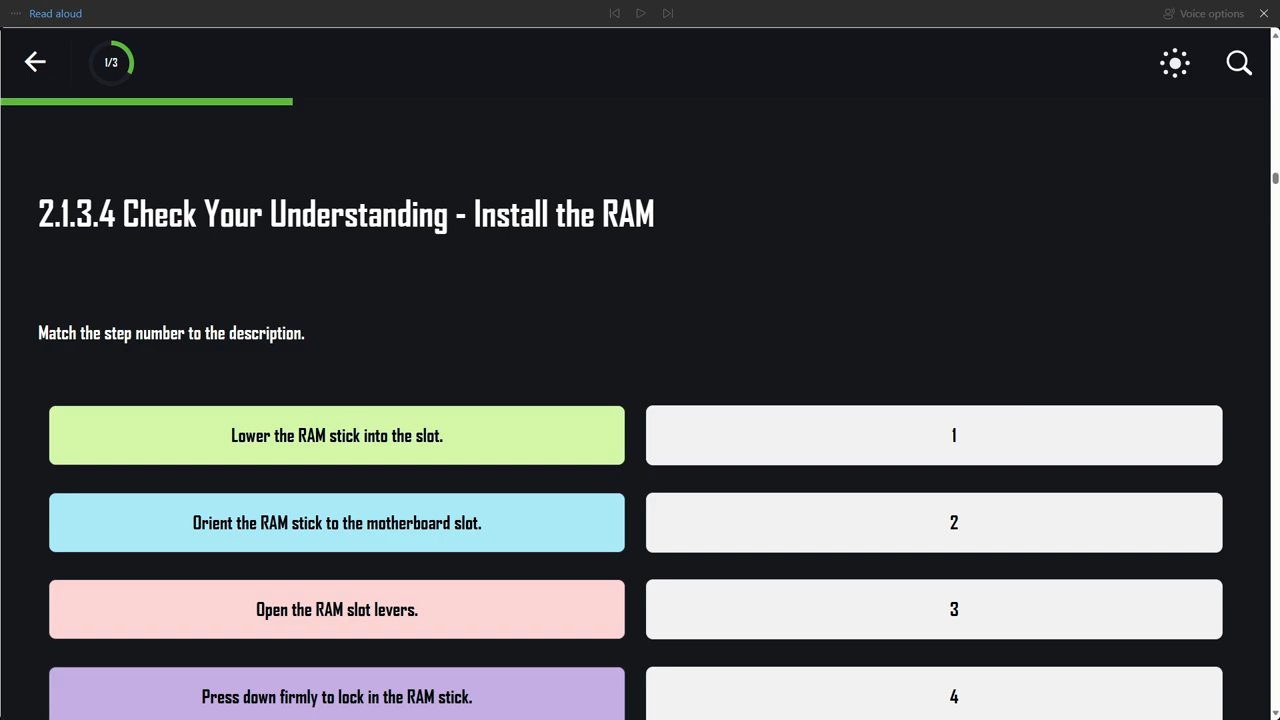 Read aloud
Voice options
1/3
2.1.3.4 Check Your Understanding - Install the RAM
Match the step number to the description.
Lower the RAM stick into the slot.
1
Orient the RAM stick to the motherboard slot.
2
Open the RAM slot levers.
3
Press down firmly to lock in the RAM stick.
4